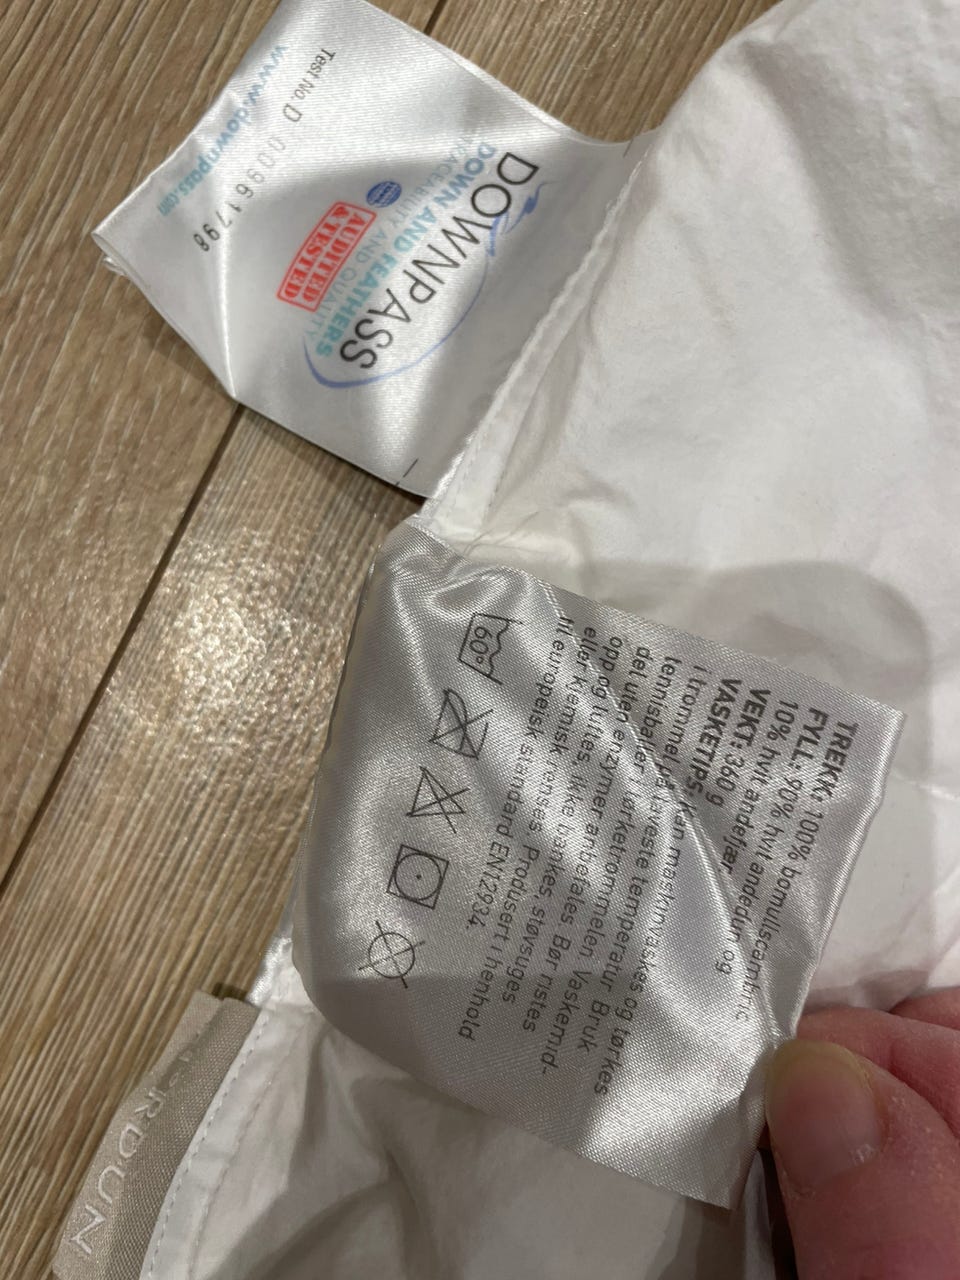 Test No. D 00961798
www.downpass.com
DOWNPASS
DOWN AND FEATHERS
TRACEABILITY AND QUALITY
AUDITED
& TESTED
TREKK: 100% bomullscambric
FYLL: 90% hvit andedun og
10% hvit andefjær.
VEKT: 360 g
VASKETIPS: Kan maskinvaskes og tørkes
i trommel på laveste temperatur. Bruk
tennisballer i tørketrommelen. Vaskemid-
del uten enzymer anbefales. Bør ristes
opp og luftes, ikke bankes, støvsuges
eller kjemisk renses. Produsert i henhold
til europeisk standard EN12934.
60°
RDUN